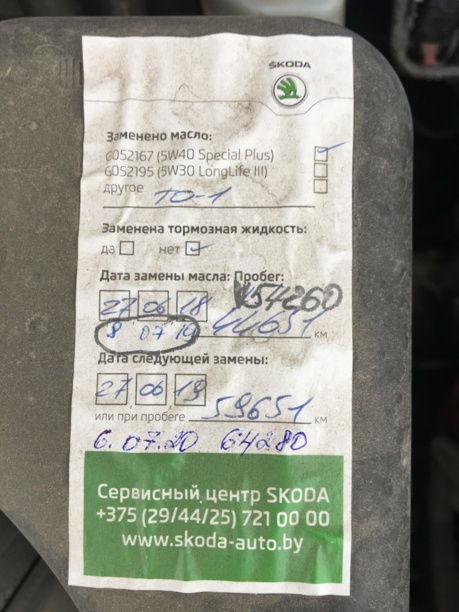 ŠKODA
Заменено масло:
G052167 (5W40 Special Plus)
G052195 (5W30 LongLife III)
другое ТО-1
Заменена тормозная жидкость:
да нет
Дата замены масла: Пробег:
54260
27 06 18 44651 км
8 07 19
Дата следующей замены:
27 06 19
или при пробеге 59651 км
6.07.20 64280
Сервисный центр SKODA
+375 (29/44/25) 721 00 00
www.skoda-auto.by